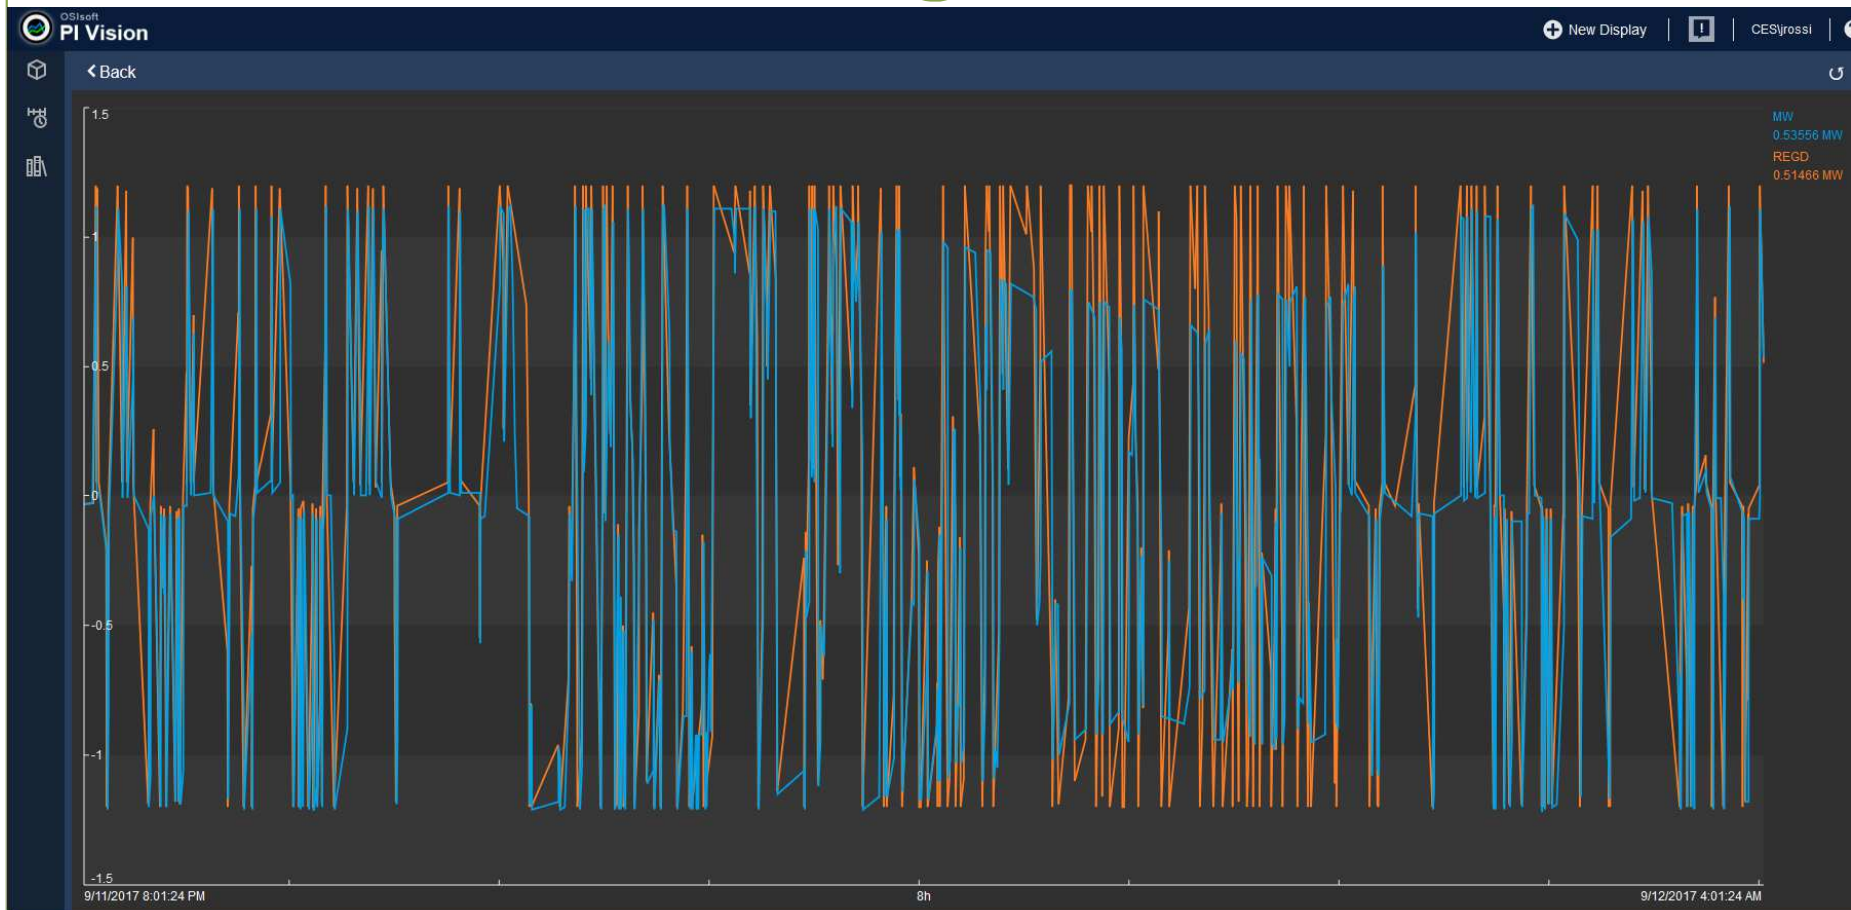 OSIsoft
PI Vision
New Display
CES\jrossi
Back
1.5
1
0.5
0
-0.5
-1
-1.5
MW
0.53556 MW
REGD
0.51466 MW
9/11/2017 8:01:24 PM
8h
9/12/2017 4:01:24 AM